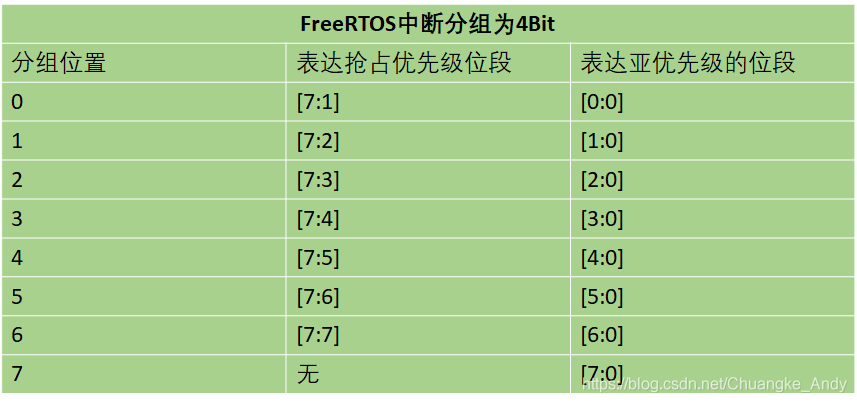 FreeRTOS中断分组为4Bit
分组位置 表达抢占优先级位段 表达亚优先级的位段
0 [7:1] [0:0]
1 [7:2] [1:0]
2 [7:3] [2:0]
3 [7:4] [3:0]
4 [7:5] [4:0]
5 [7:6] [5:0]
6 [7:7] [6:0]
7 无 [7:0]
https://blog.csdn.net/Chuangke_Andy